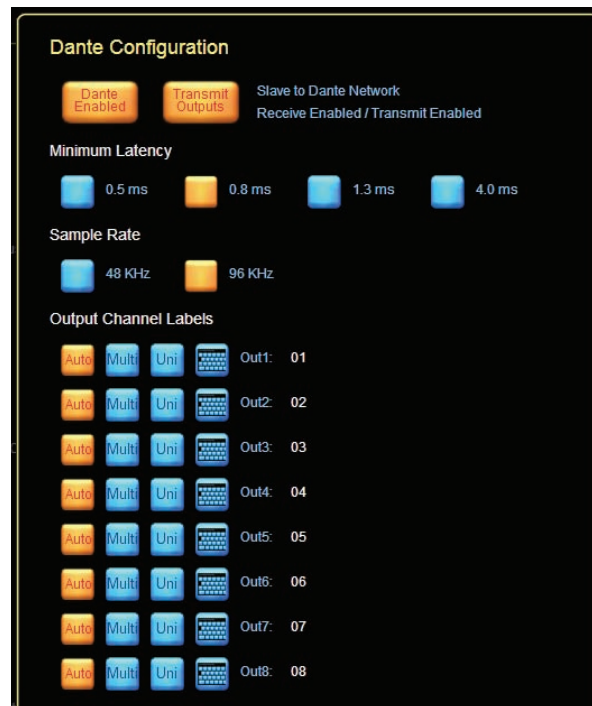 Dante Configuration
Dante Enabled Transmit Outputs Slave to Dante Network
Receive Enabled / Transmit Enabled
Minimum Latency
0.5 ms 0.8 ms 1.3 ms 4.0 ms
Sample Rate
48 KHz 96 KHz
Output Channel Labels
Auto Multi Uni Out1: 01
Auto Multi Uni Out2: 02
Auto Multi Uni Out3: 03
Auto Multi Uni Out4: 04
Auto Multi Uni Out5: 05
Auto Multi Uni Out6: 06
Auto Multi Uni Out7: 07
Auto Multi Uni Out8: 08